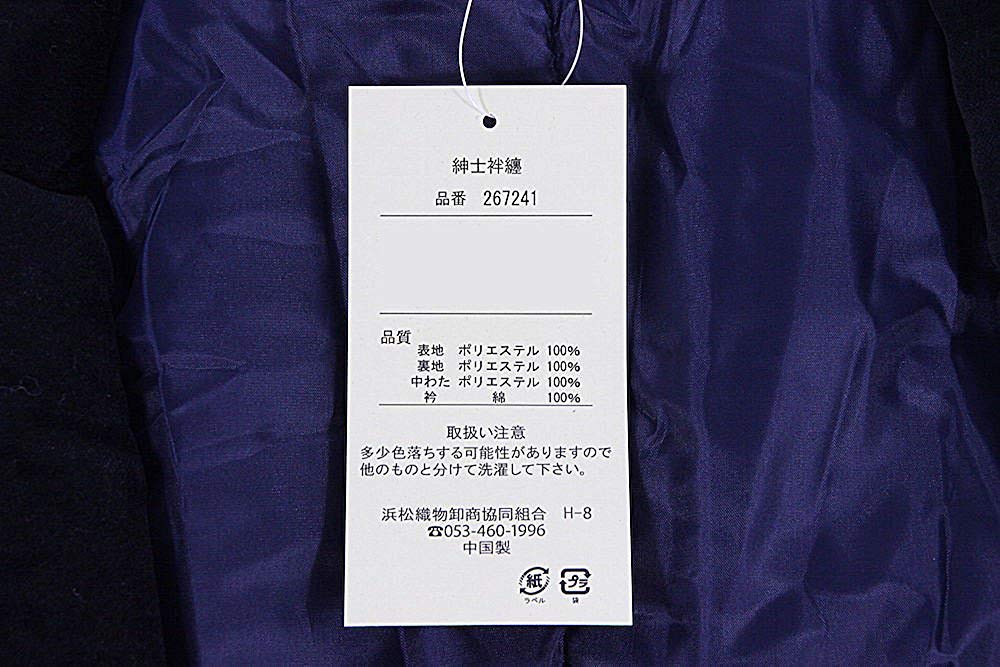 紳士袢纏
品番 267241
品質
表地 ポリエステル 100%
裏地 ポリエステル 100%
中わた ポリエステル 100%
衿 綿 100%
取扱い注意
多少色落ちする可能性がありますので
他のものと分けて洗濯して下さい。
浜松織物卸商協同組合 H-8
☎053-460-1996
中国製
紙 プラ
ラベル 袋